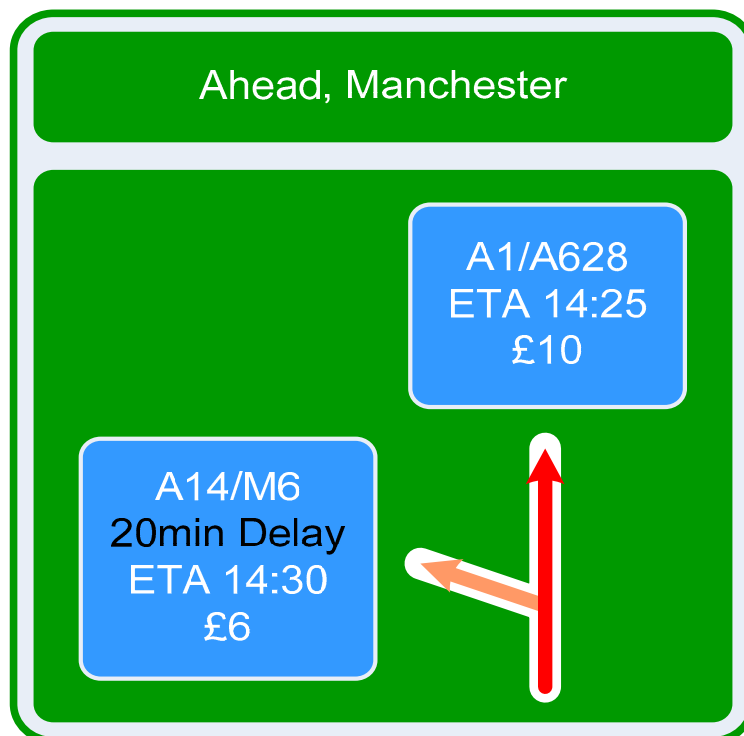 Ahead, Manchester
A1/A628
ETA 14:25
£10
A14/M6
20min Delay
ETA 14:30
£6